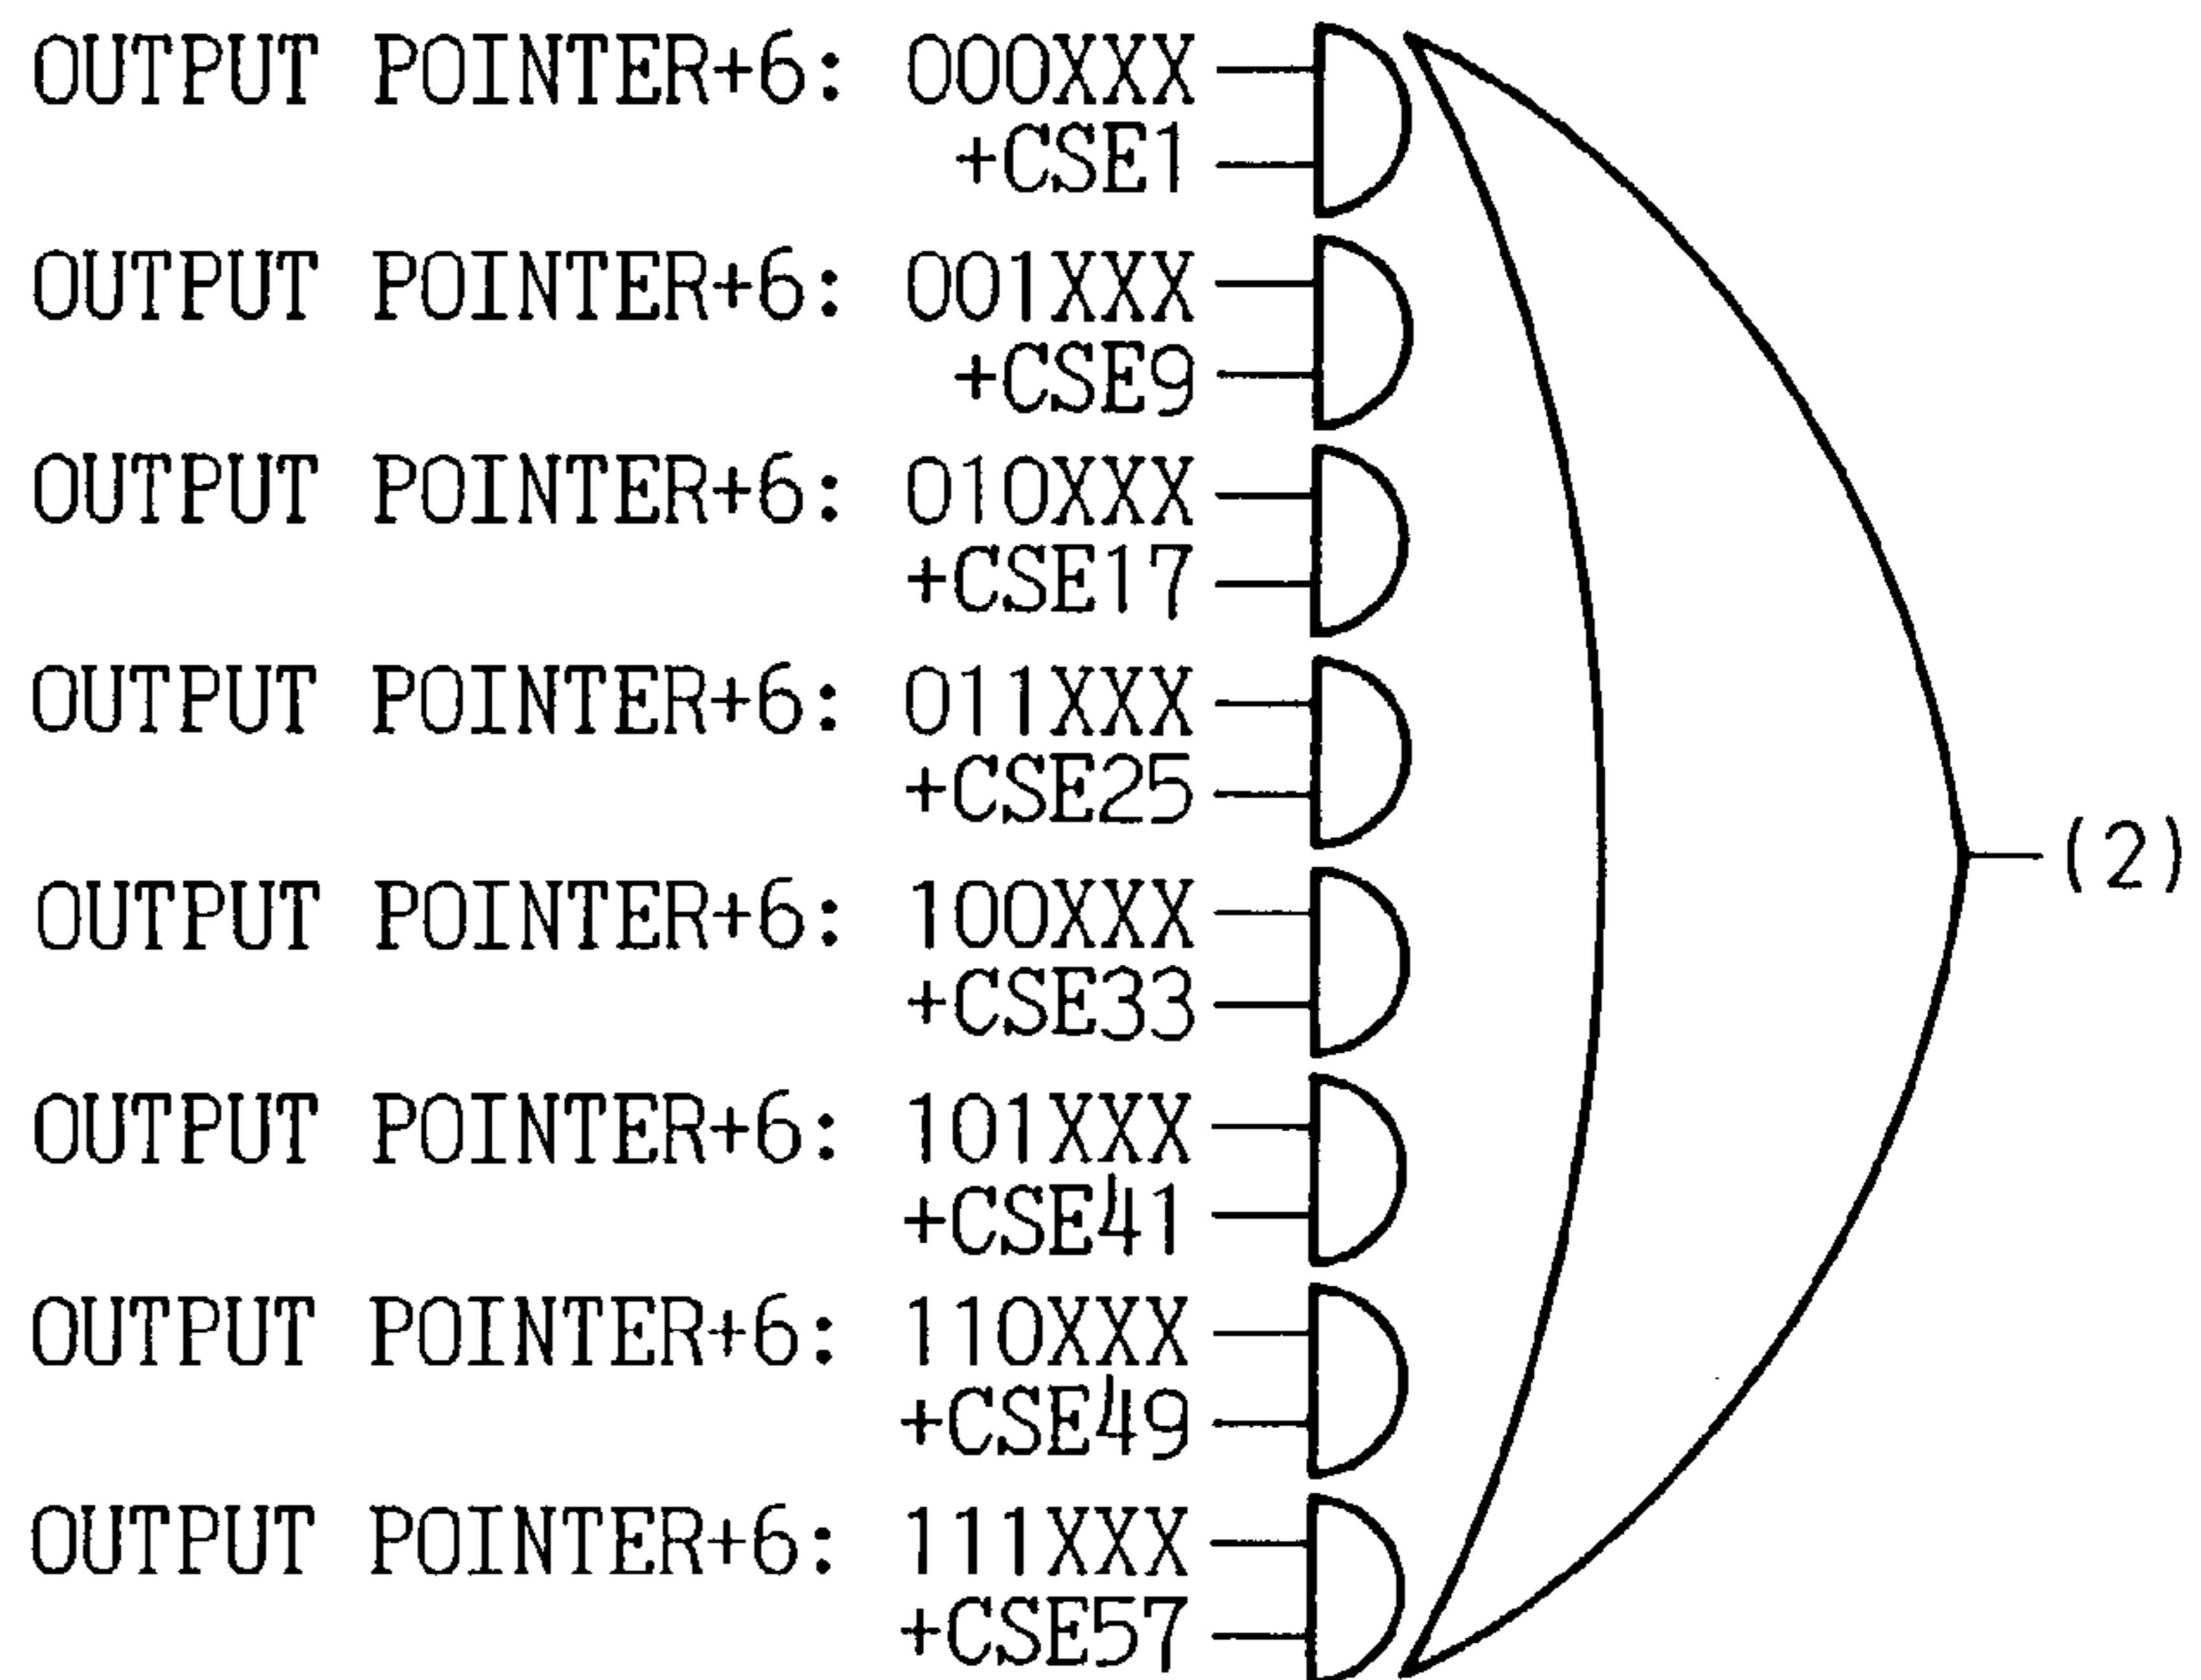 OUTPUT POINTER+6: 000XXX
+CSE1
OUTPUT POINTER+6: 001XXX
+CSE9
OUTPUT POINTER+6: 010XXX
+CSE17
OUTPUT POINTER+6: 011XXX
+CSE25
(2)
OUTPUT POINTER+6: 100XXX
+CSE33
OUTPUT POINTER+6: 101XXX
+CSE41
OUTPUT POINTER+6: 110XXX
+CSE49
OUTPUT POINTER+6: 111XXX
+CSE57